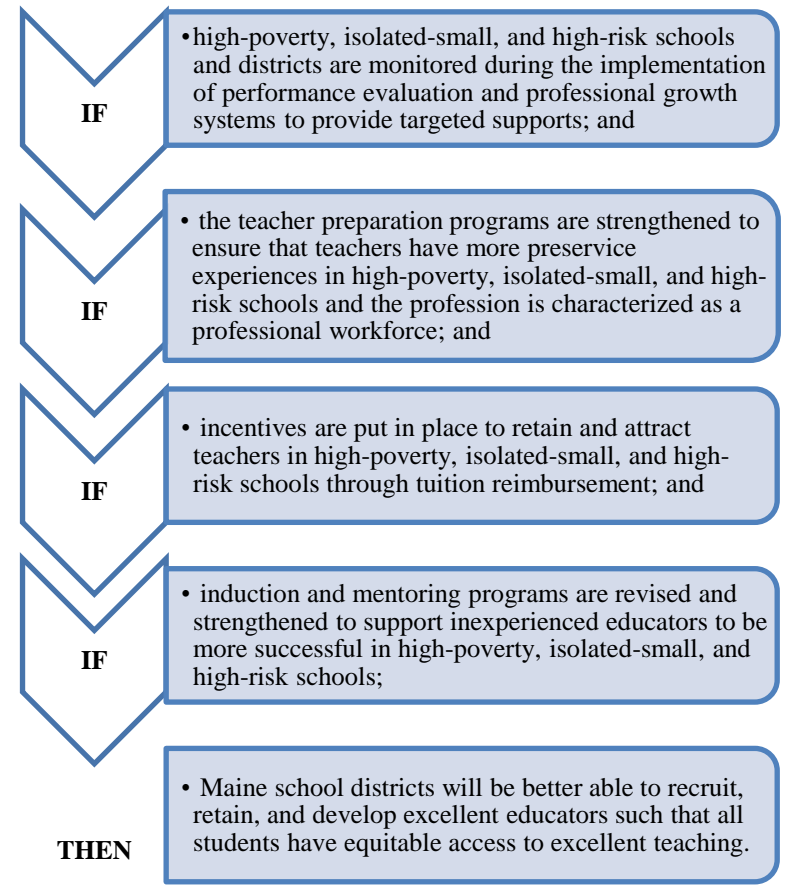 •high-poverty, isolated-small, and high-risk schools
and districts are monitored during the implementation
of performance evaluation and professional growth
systems to provide targeted supports; and
IF
• the teacher preparation programs are strengthened to
ensure that teachers have more preservice
experiences in high-poverty, isolated-small, and high-
risk schools and the profession is characterized as a
professional workforce; and
IF
• incentives are put in place to retain and attract
teachers in high-poverty, isolated-small, and high-
risk schools through tuition reimbursement; and
IF
• induction and mentoring programs are revised and
strengthened to support inexperienced educators to be
more successful in high-poverty, isolated-small, and
high-risk schools;
IF
• Maine school districts will be better able to recruit,
retain, and develop excellent educators such that all
students have equitable access to excellent teaching.
THEN